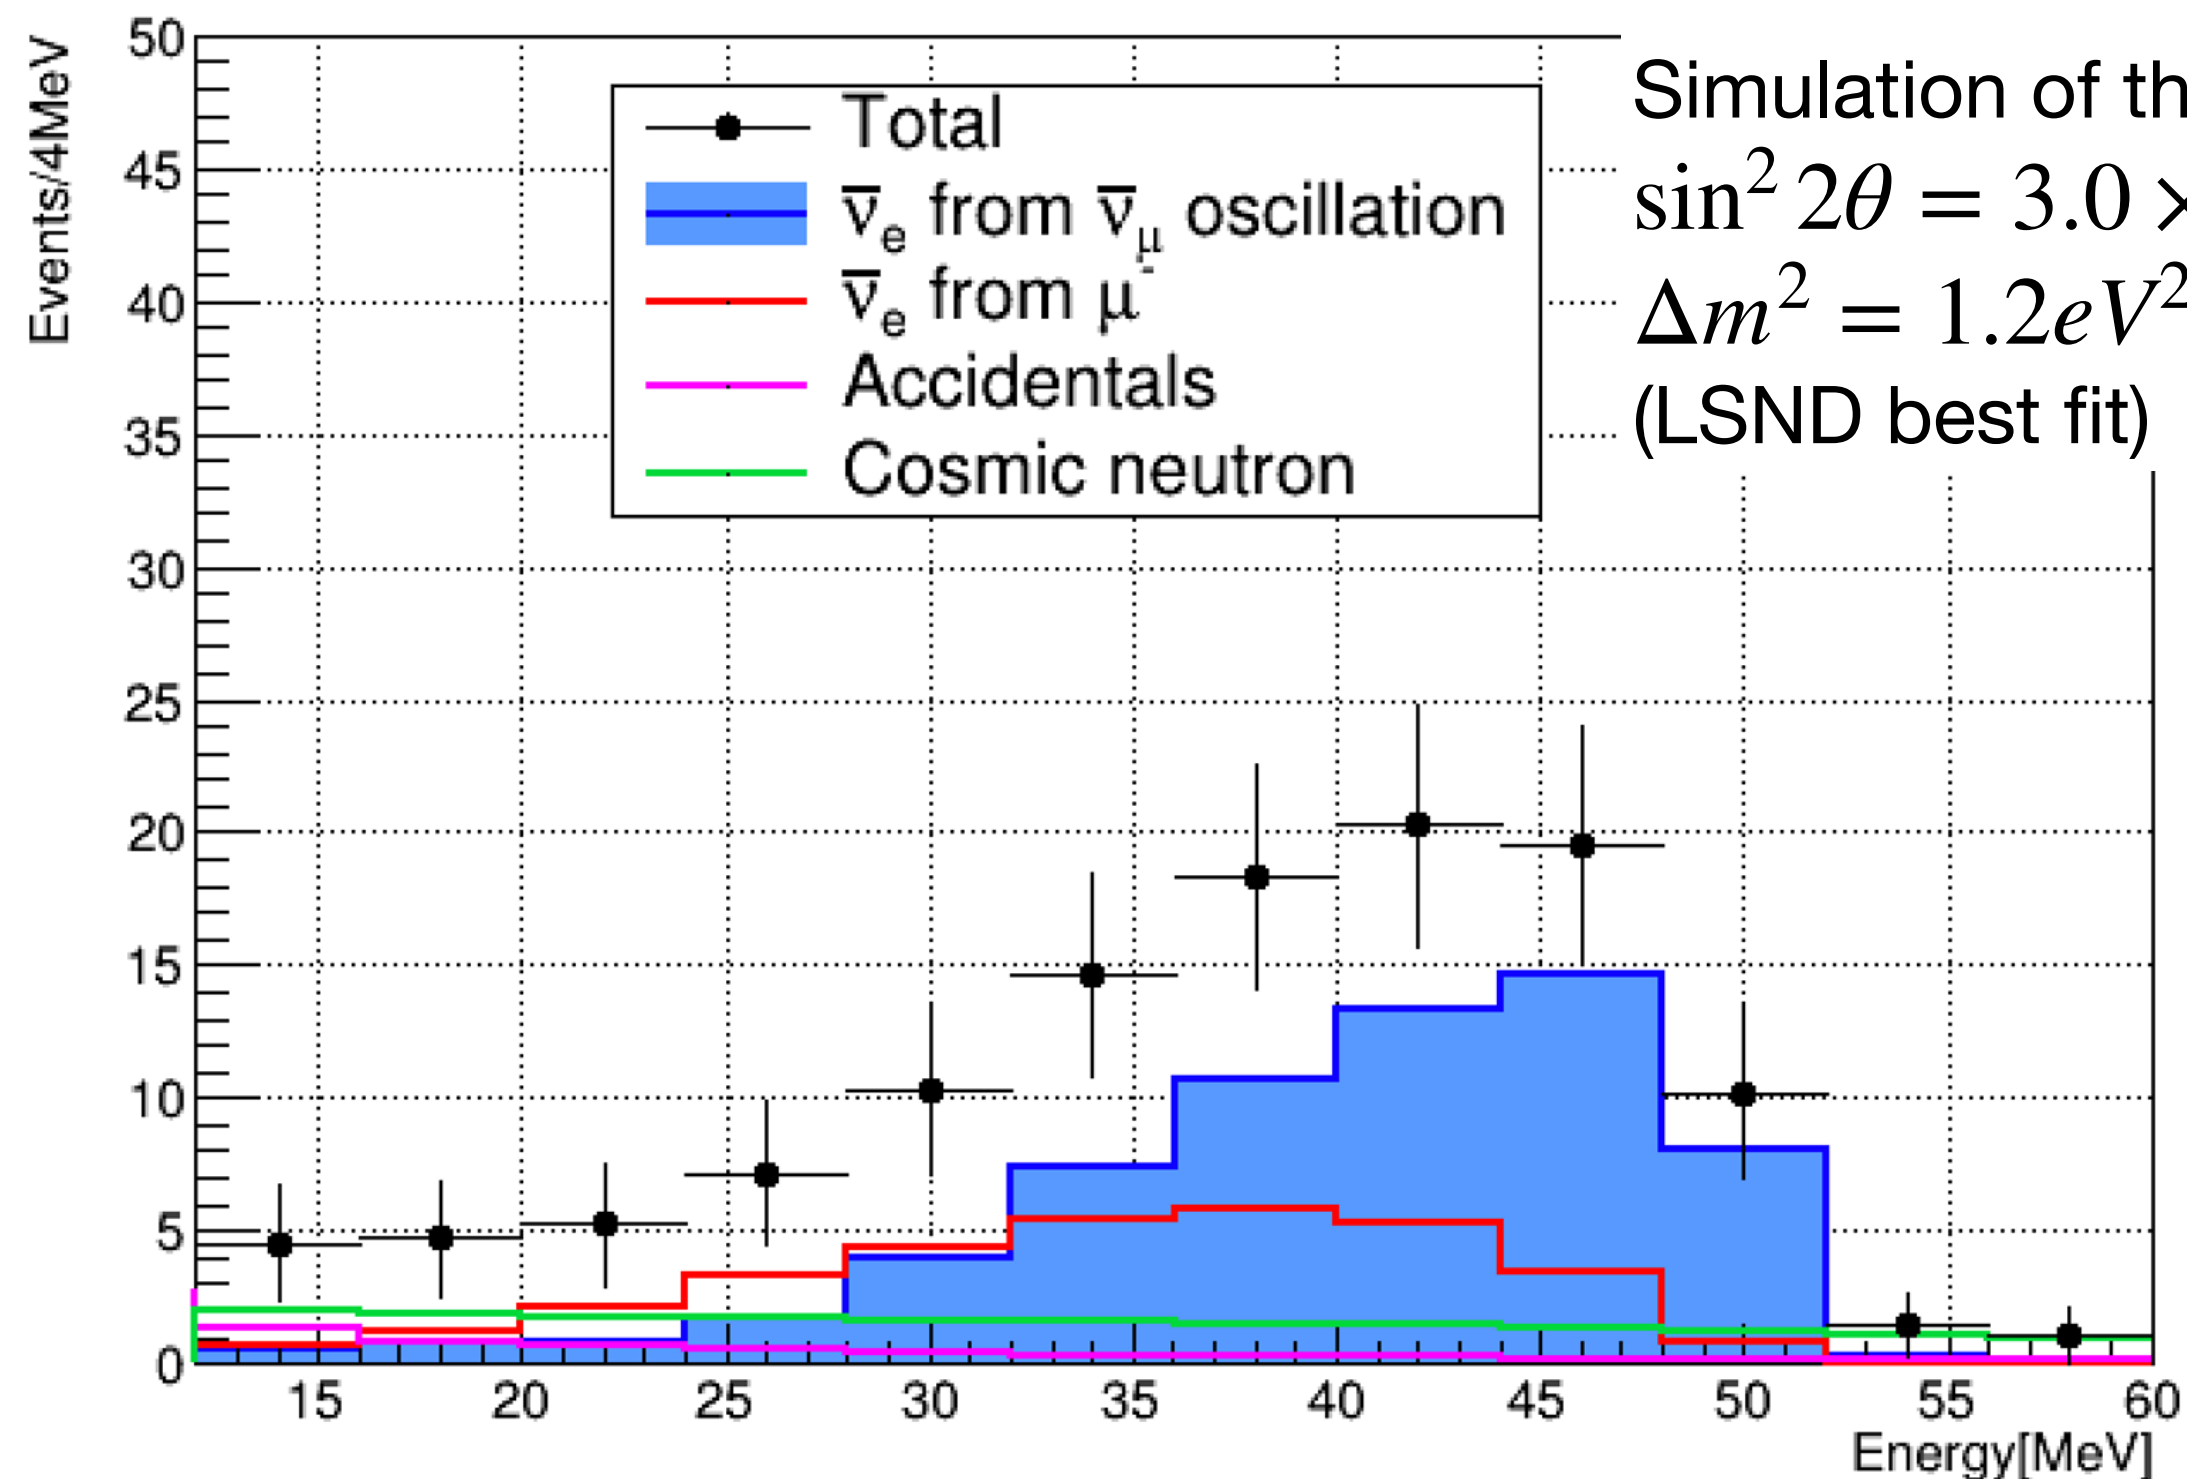 Events/4MeV
50
45
40
35
30
25
20
15
10
5
0
Total
ν̅e from ν̅μ oscillation
ν̅e from μ-
Accidentals
Cosmic neutron
Simulation of
sin² 2θ = 3.0 ×
Δm² = 1.2eV²
(LSND best fit)
15 20 25 30 35 40 45 50 55 60
Energy[MeV]